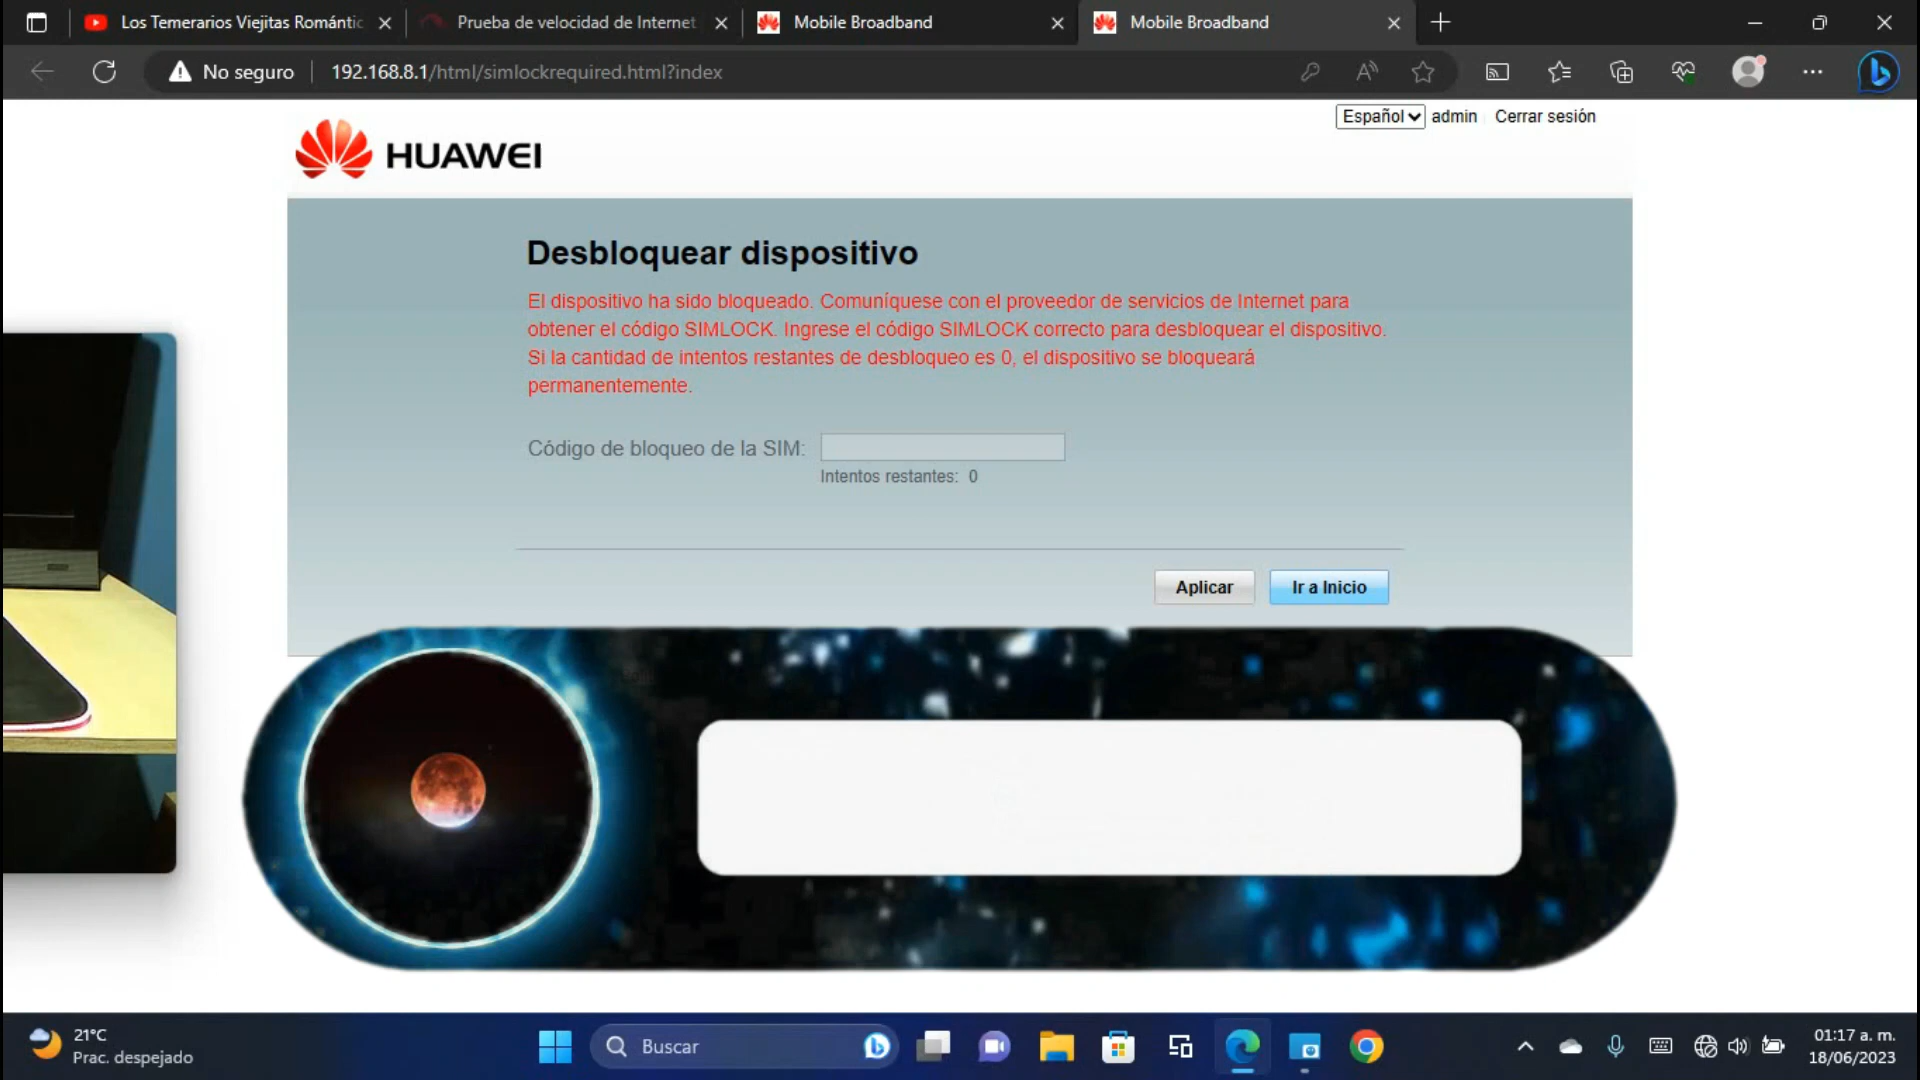 Los Temerarios Viejitas Romántic
Prueba de velocidad de Internet
Mobile Broadband
Mobile Broadband
No seguro
192.168.8.1/html/simlockrequired.html?index
Español admin Cerrar sesión
HUAWEI
Desbloquear dispositivo
El dispositivo ha sido bloqueado. Comuníquese con el proveedor de servicios de Internet para
obtener el código SIMLOCK. Ingrese el código SIMLOCK correcto para desbloquear el dispositivo.
Si la cantidad de intentos restantes de desbloqueo es 0, el dispositivo se bloqueará
permanentemente.
Código de bloqueo de la SIM:
Intentos restantes: 0
Aplicar
Ir a Inicio
21°C
Prac. despejado
Buscar
01:17 a. m.
18/06/2023